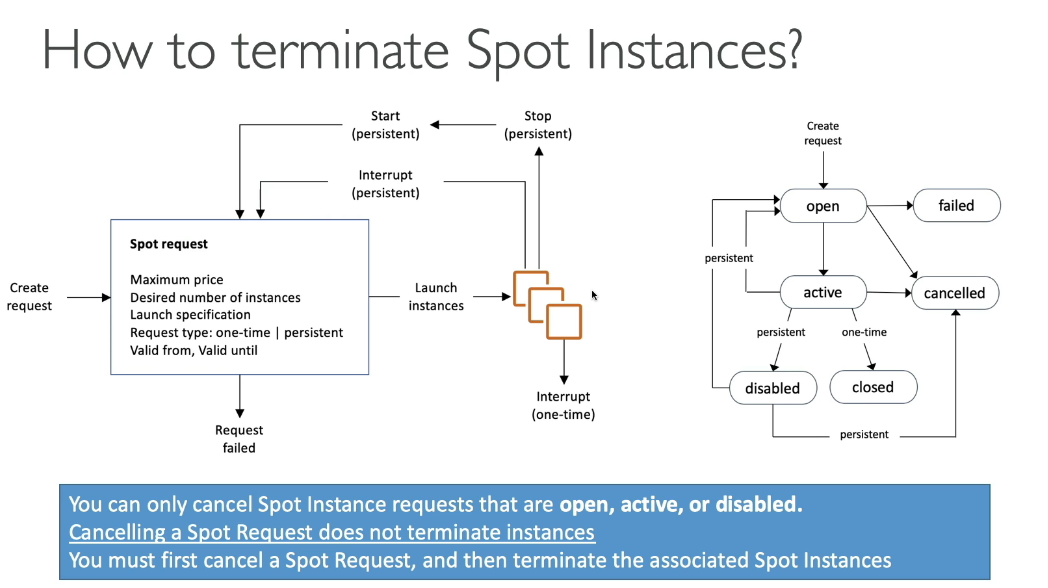 How to terminate Spot Instances?
Start
(persistent)
Stop
(persistent)
Interrupt
(persistent)
Create
request
Spot request
Maximum price
Desired number of instances
Launch specification
Request type: one-time | persistent
Valid from, Valid until
Launch
instances
Interrupt
(one-time)
Request
failed
Create
request
open
failed
persistent
active
cancelled
persistent
one-time
disabled
closed
persistent
You can only cancel Spot Instance requests that are open, active, or disabled.
Cancelling a Spot Request does not terminate instances
You must first cancel a Spot Request, and then terminate the associated Spot Instances